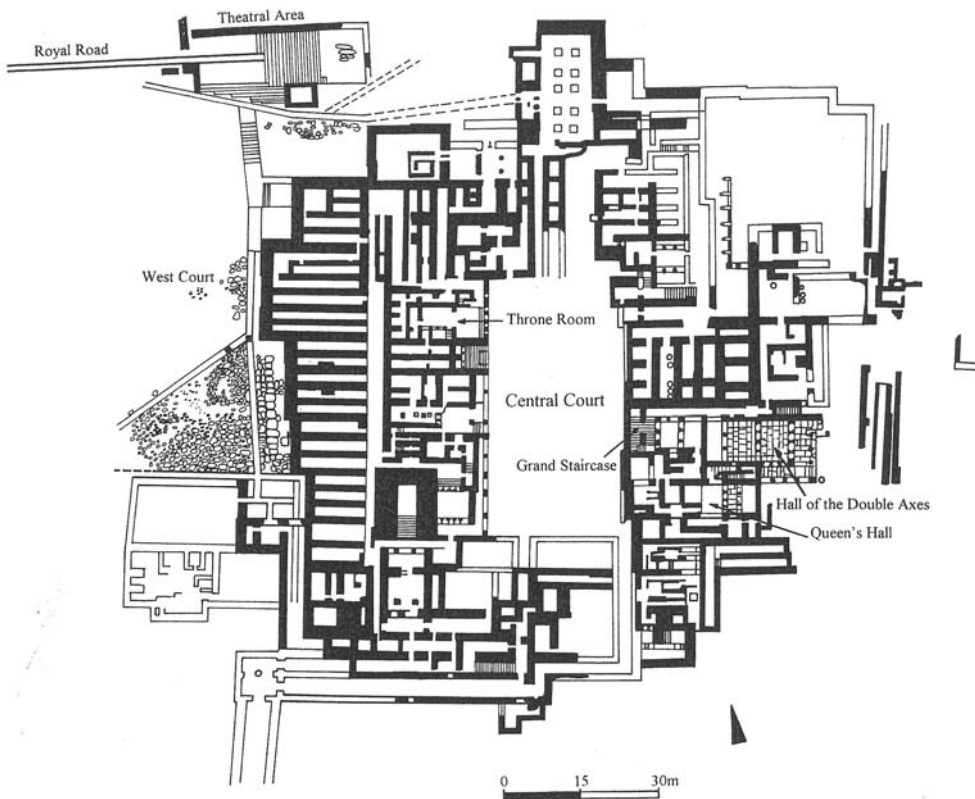 Theatral Area
Royal Road
West Court
Throne Room
Central Court
Grand Staircase
Hall of the Double Axes
Queen's Hall
0 15 30m